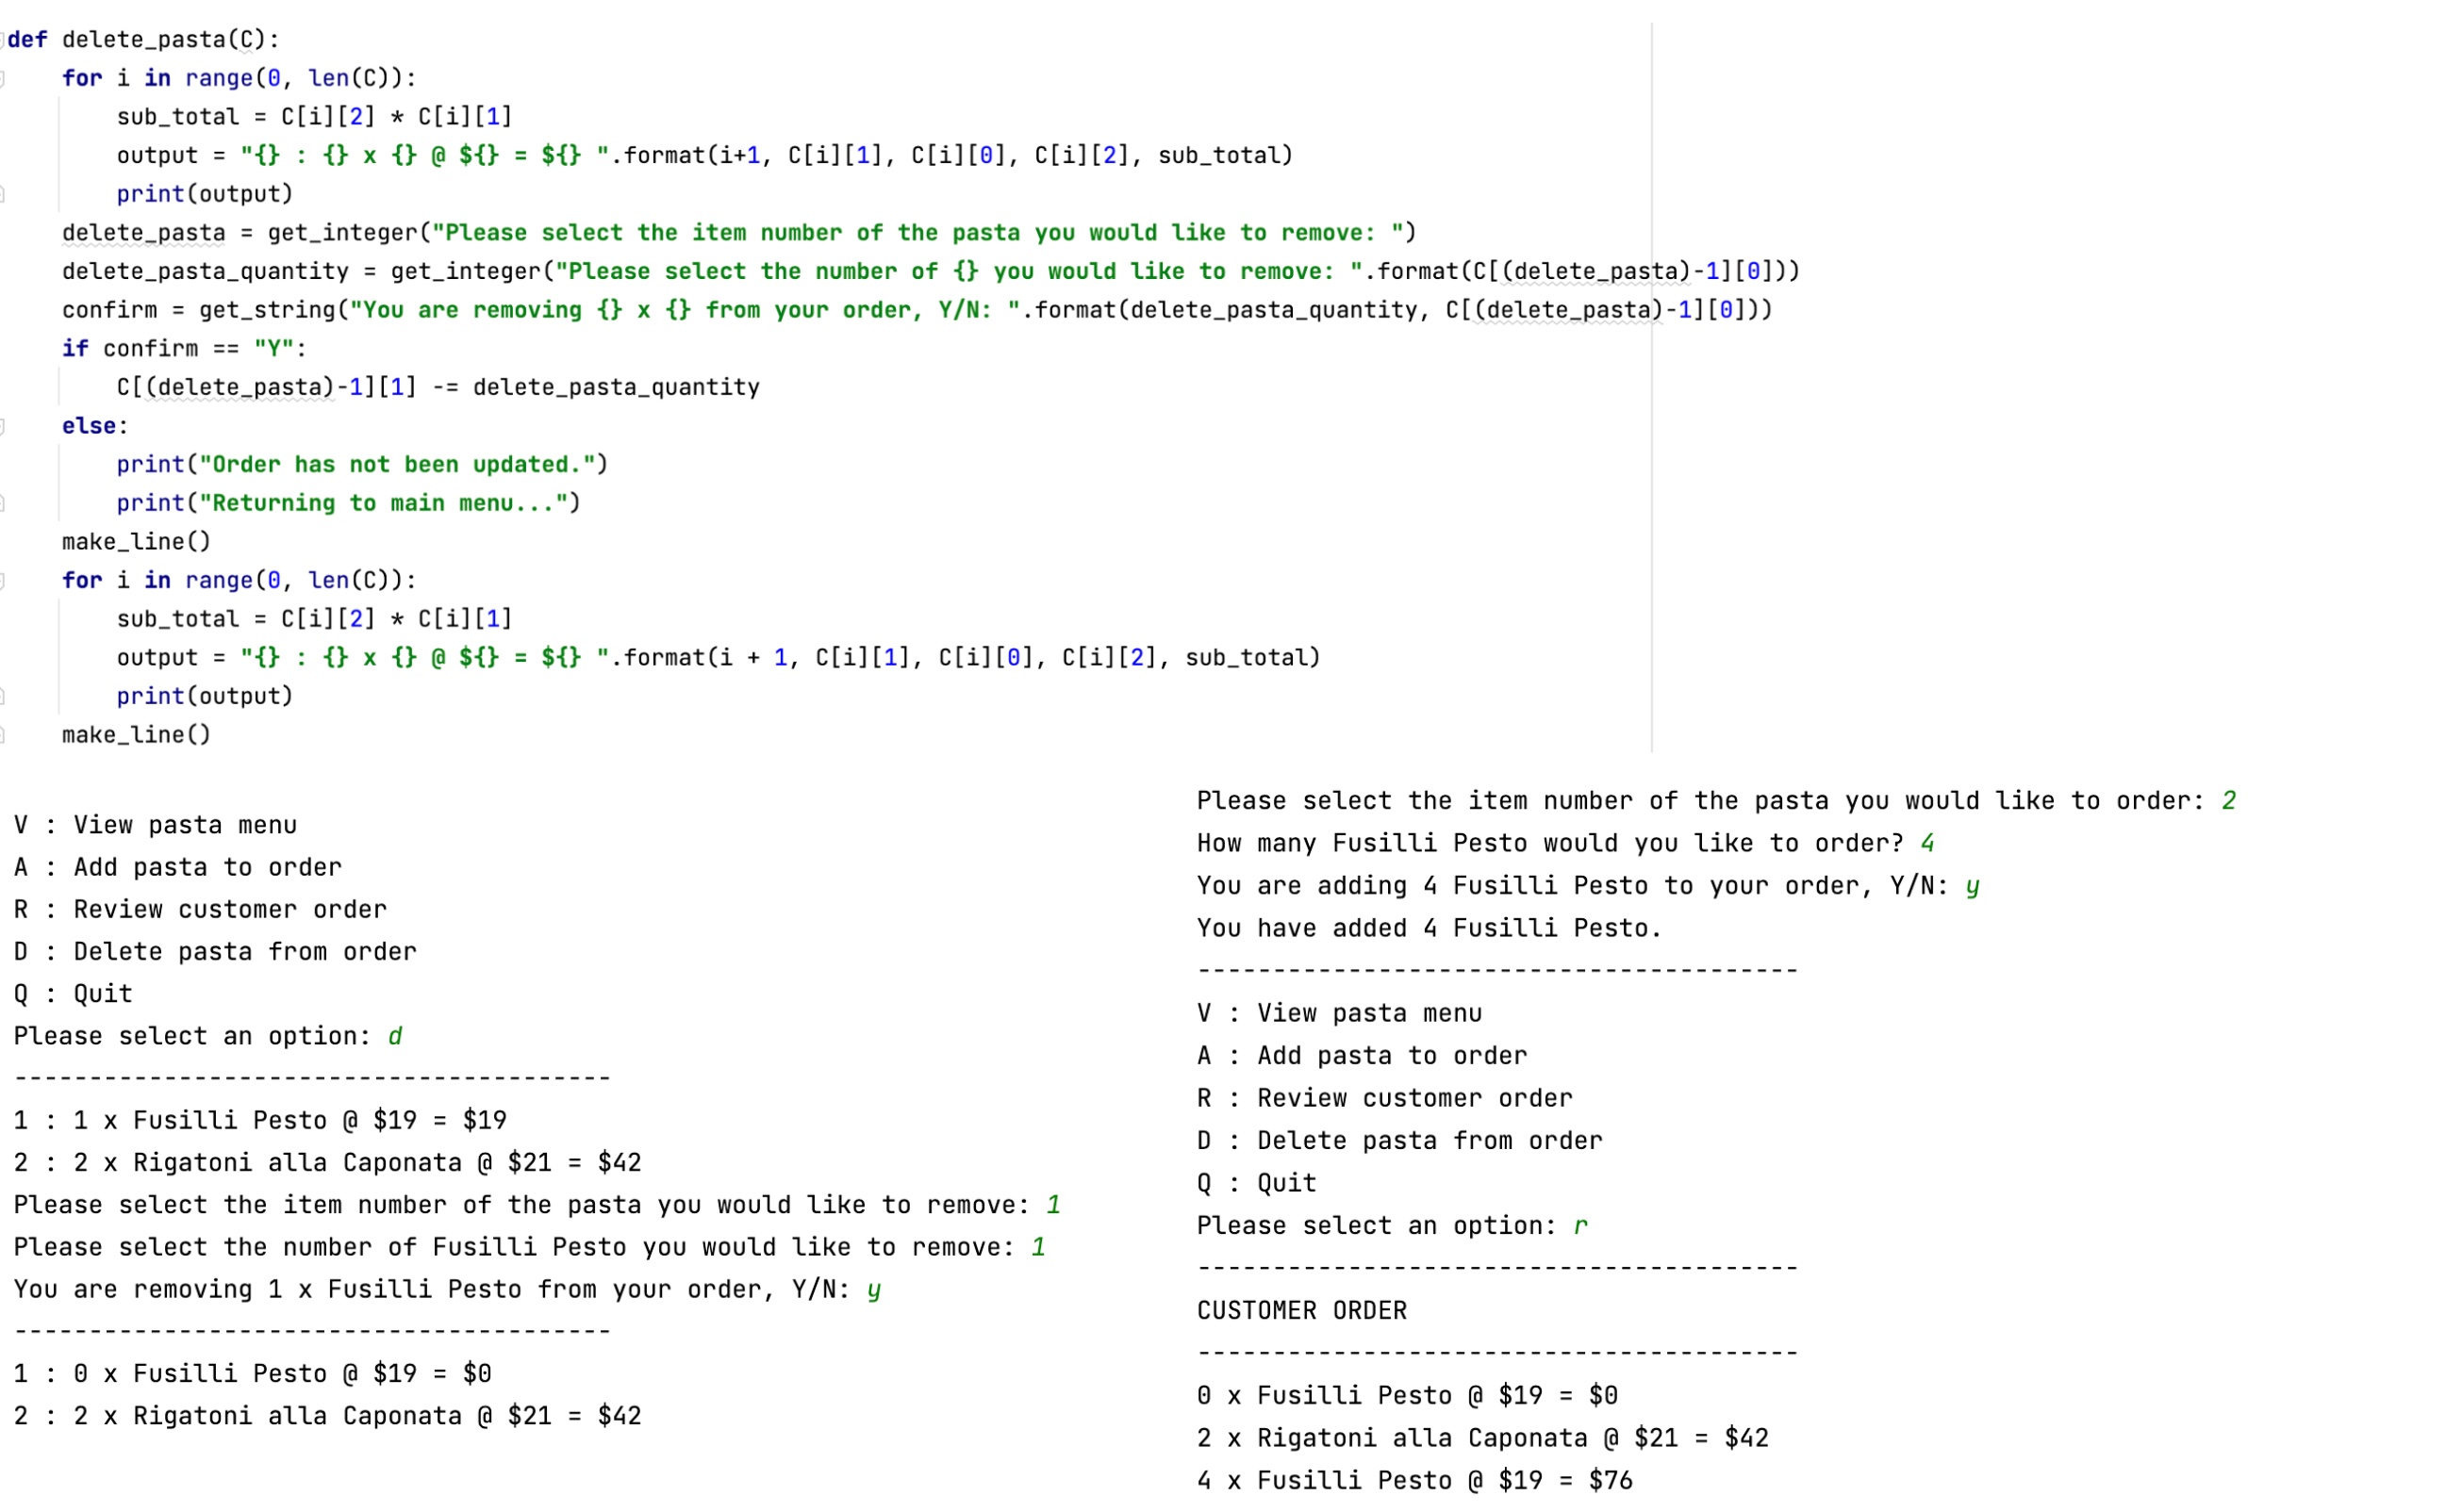 def delete_pasta(C):
    for i in range(0, len(C)):
        sub_total = C[i][2] * C[i][1]
        output = "{} : {} x {} @ ${} = ${} ".format(i+1, C[i][1], C[i][0], C[i][2], sub_total)
        print(output)
    delete_pasta = get_integer("Please select the item number of the pasta you would like to remove: ")
    delete_pasta_quantity = get_integer("Please select the number of {} you would like to remove: ".format(C[(delete_pasta)-1][0]))
    confirm = get_string("You are removing {} x {} from your order, Y/N: ".format(delete_pasta_quantity, C[(delete_pasta)-1][0]))
    if confirm == "Y":
        C[(delete_pasta)-1][1] -= delete_pasta_quantity
    else:
        print("Order has not been updated.")
        print("Returning to main menu...")
    make_line()
    for i in range(0, len(C)):
        sub_total = C[i][2] * C[i][1]
        output = "{} : {} x {} @ ${} = ${} ".format(i + 1, C[i][1], C[i][0], C[i][2], sub_total)
        print(output)
    make_line()
V : View pasta menu
A : Add pasta to order
R : Review customer order
D : Delete pasta from order
Q : Quit
Please select an option: d
----------------------------------------
1 : 1 x Fusilli Pesto @ $19 = $19
2 : 2 x Rigatoni alla Caponata @ $21 = $42
Please select the item number of the pasta you would like to remove: 1
Please select the number of Fusilli Pesto you would like to remove: 1
You are removing 1 x Fusilli Pesto from your order, Y/N: y
----------------------------------------
1 : 0 x Fusilli Pesto @ $19 = $0
2 : 2 x Rigatoni alla Caponata @ $21 = $42
Please select the item number of the pasta you would like to order: 2
How many Fusilli Pesto would you like to order? 4
You are adding 4 Fusilli Pesto to your order, Y/N: y
You have added 4 Fusilli Pesto.
----------------------------------------
V : View pasta menu
A : Add pasta to order
R : Review customer order
D : Delete pasta from order
Q : Quit
Please select an option: r
----------------------------------------
CUSTOMER ORDER
----------------------------------------
0 x Fusilli Pesto @ $19 = $0
2 x Rigatoni alla Caponata @ $21 = $42
4 x Fusilli Pesto @ $19 = $76